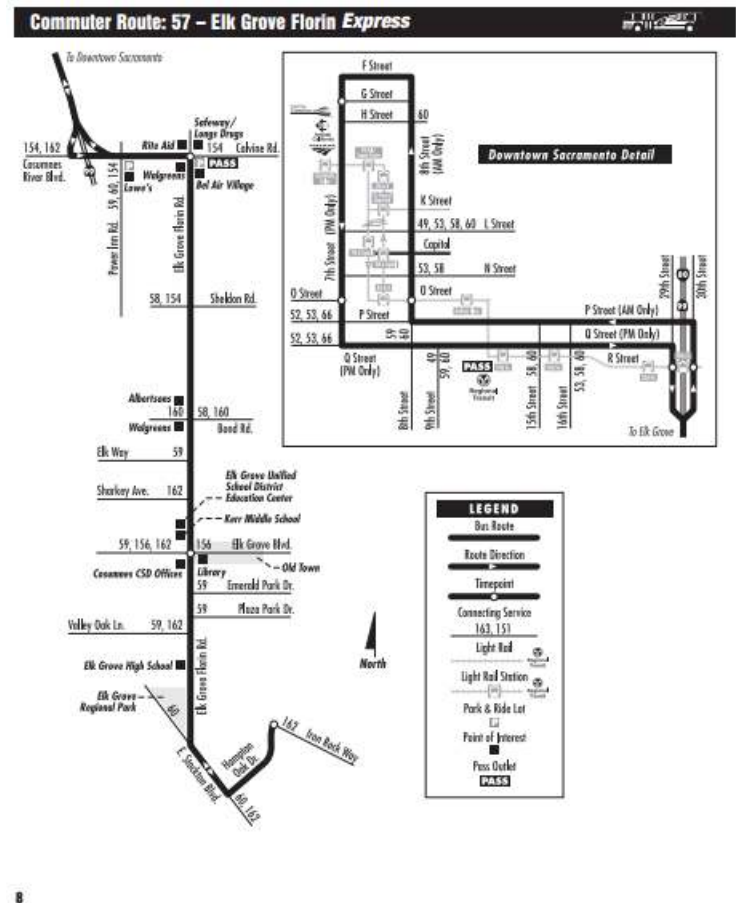 Commuter Route: 57 – Elk Grove Florin Express
To Downtown Sacramento
154, 162
Cosumnes
River Blvd.
Rite Aid
Safeway/
Longs Drugs
154 Calvine Rd.
PASS
Bel Air Village
Walgreens
Lowe's
59, 60, 154
Power Inn Rd.
Elk Grove Florin Rd.
58, 154 Sheldon Rd.
Albertsons
160 58, 160
Walgreens Bond Rd.
Elk Way 59
Sharkey Ave. 162
Elk Grove Unified
School District
Education Center
Kerr Middle School
59, 156, 162 156 Elk Grove Blvd.
Cosumnes CSD Offices
Library
Old Town
59 Emerald Park Dr.
59 Plaza Park Dr.
Valley Oak Ln. 59, 162
Elk Grove High School
Elk Grove Florin Rd.
Elk Grove
Regional Park
60
E. Stockton Blvd.
Hampton
Oak Dr.
60, 162
162 Iron Rock Way
North
Downtown Sacramento Detail
F Street
G Street
H Street 60
8th Street
(AM Only)
K Street
49, 53, 58, 60 L Street
Capitol
53, 58 N Street
7th Street (PM Only)
O Street
O Street
52, 53, 66 P Street
P Street (AM Only)
52, 53, 66
Q Street (PM Only)
Q Street
(PM Only)
59
60
8th Street
49
59, 60
9th Street
PASS
Regional
Transit
58, 60
15th Street
53, 58, 60
16th Street
R Street
29th Street
30th Street
To Elk Grove
LEGEND
Bus Route
Route Direction
Timepoint
Connecting Service
163, 151
Light Rail
Light Rail Station
Park & Ride Lot
Point of Interest
Pass Outlet
PASS
8